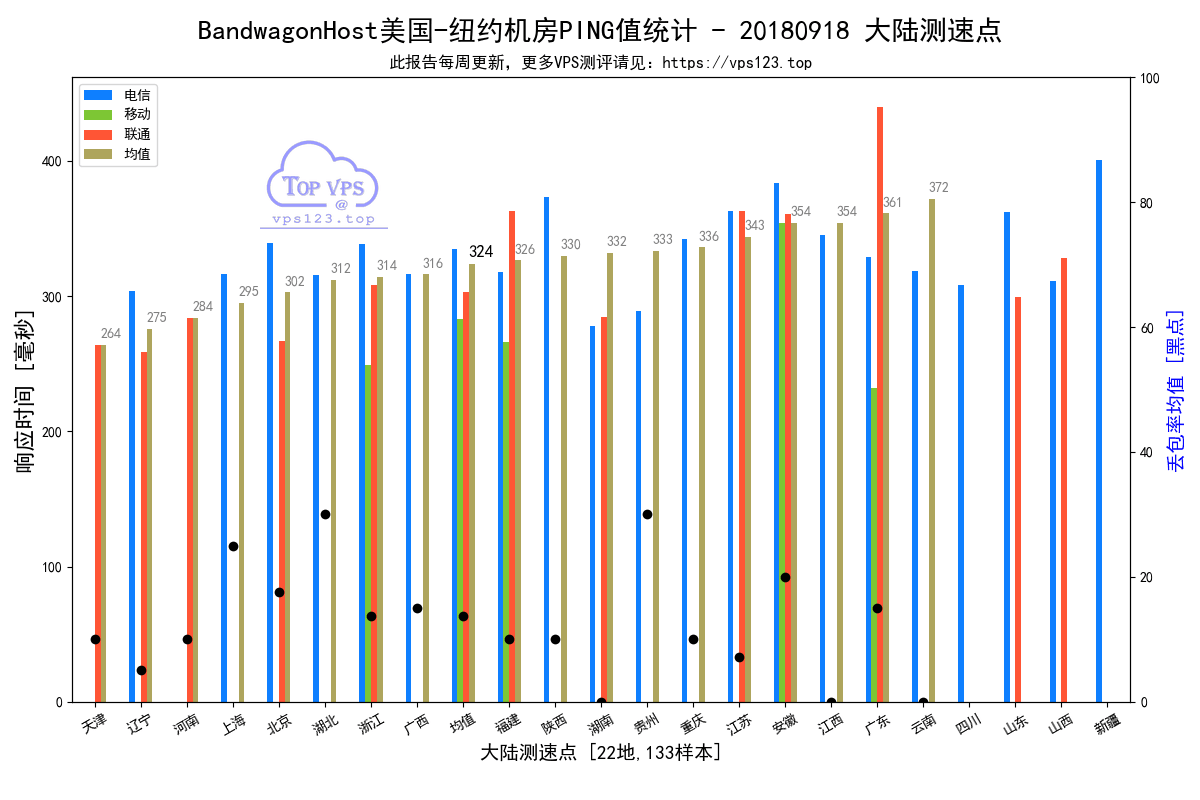 BandwagonHost美国-纽约机房PING值统计 - 20180918 大陆测速点
此报告每周更新，更多VPS测评请见：https://vps123.top
电信
移动
联通
均值
TOP VPS
@
vps123.top
响应时间 [毫秒]
0
100
200
300
400
264
275
284
295
302
312
314
316
324
326
330
332
333
336
343
354
354
361
372
0
20
40
60
80
100
丢包率均值 [黑点]
天津
辽宁
河南
上海
北京
湖北
浙江
广西
均值
福建
陕西
湖南
贵州
重庆
江苏
安徽
江西
广东
云南
四川
山东
山西
新疆
大陆测速点 [22地,133样本]